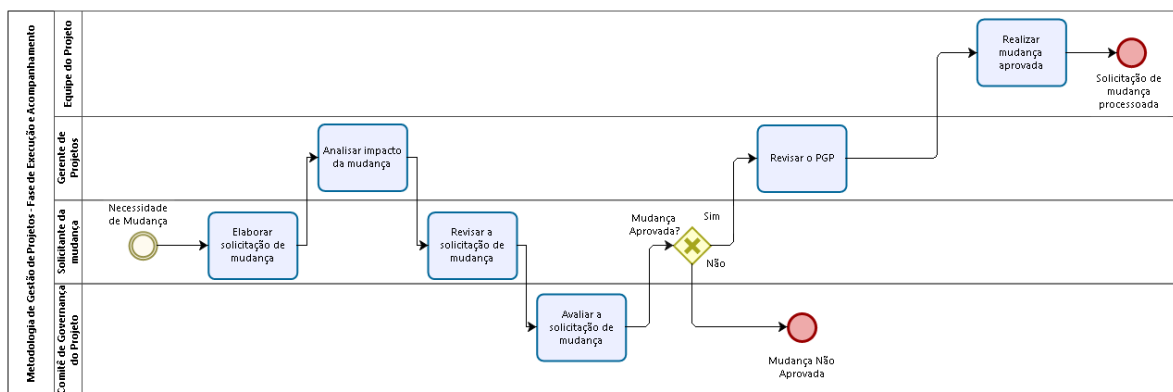 Metodologia de Gestão de Projetos - Fase de Execução e Acompanhamento
Equipe do Projeto
Realizar
mudança
aprovada
Solicitação de
mudança
processoada
Gerente de
Projetos
Analisar impacto
da mudança
Revisar o PGP
Solicitante da
mudança
Necessidade
de Mudança
Elaborar
solicitação de
mudança
Revisar a
solicitação de
mudança
Mudança
Aprovada?
Sim
Não
Comitê de Governança
do Projeto
Avaliar a
solicitação de
mudança
Mudança Não
Aprovada